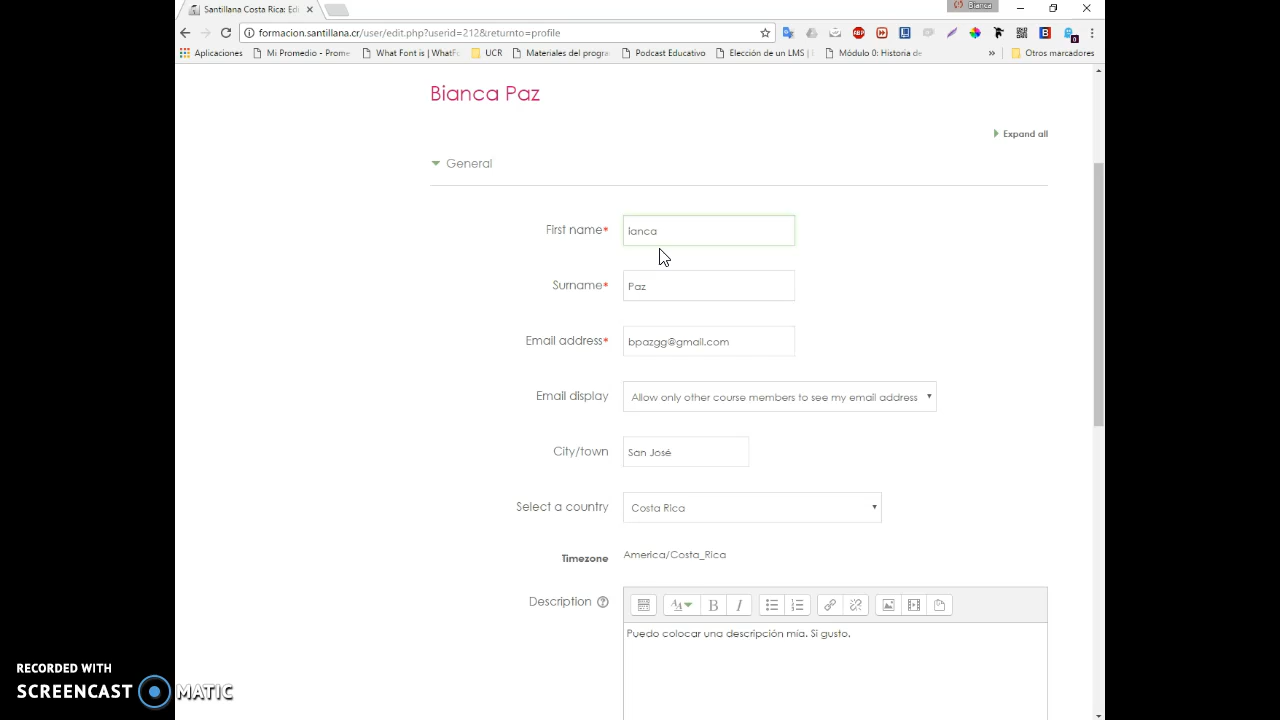 Santillana Costa Rica: Edi
Bianca
formacion.santillana.cr/user/edit.php?userid=212&returnto=profile
Aplicaciones Mi Promedio - Prome What Font is | WhatF UCR Materiales del progra Podcast Educativo Elección de un LMS | Módulo 0: Historia de » Otros marcadores
Bianca Paz
Expand all
General
First name* ianca
Surname* Paz
Email address* bpazgg@gmail.com
Email display Allow only other course members to see my email address
City/town San José
Select a country Costa Rica
Timezone America/Costa_Rica
Description
Puedo colocar una descripción mía. Si gusto.
RECORDED WITH
SCREENCAST MATIC